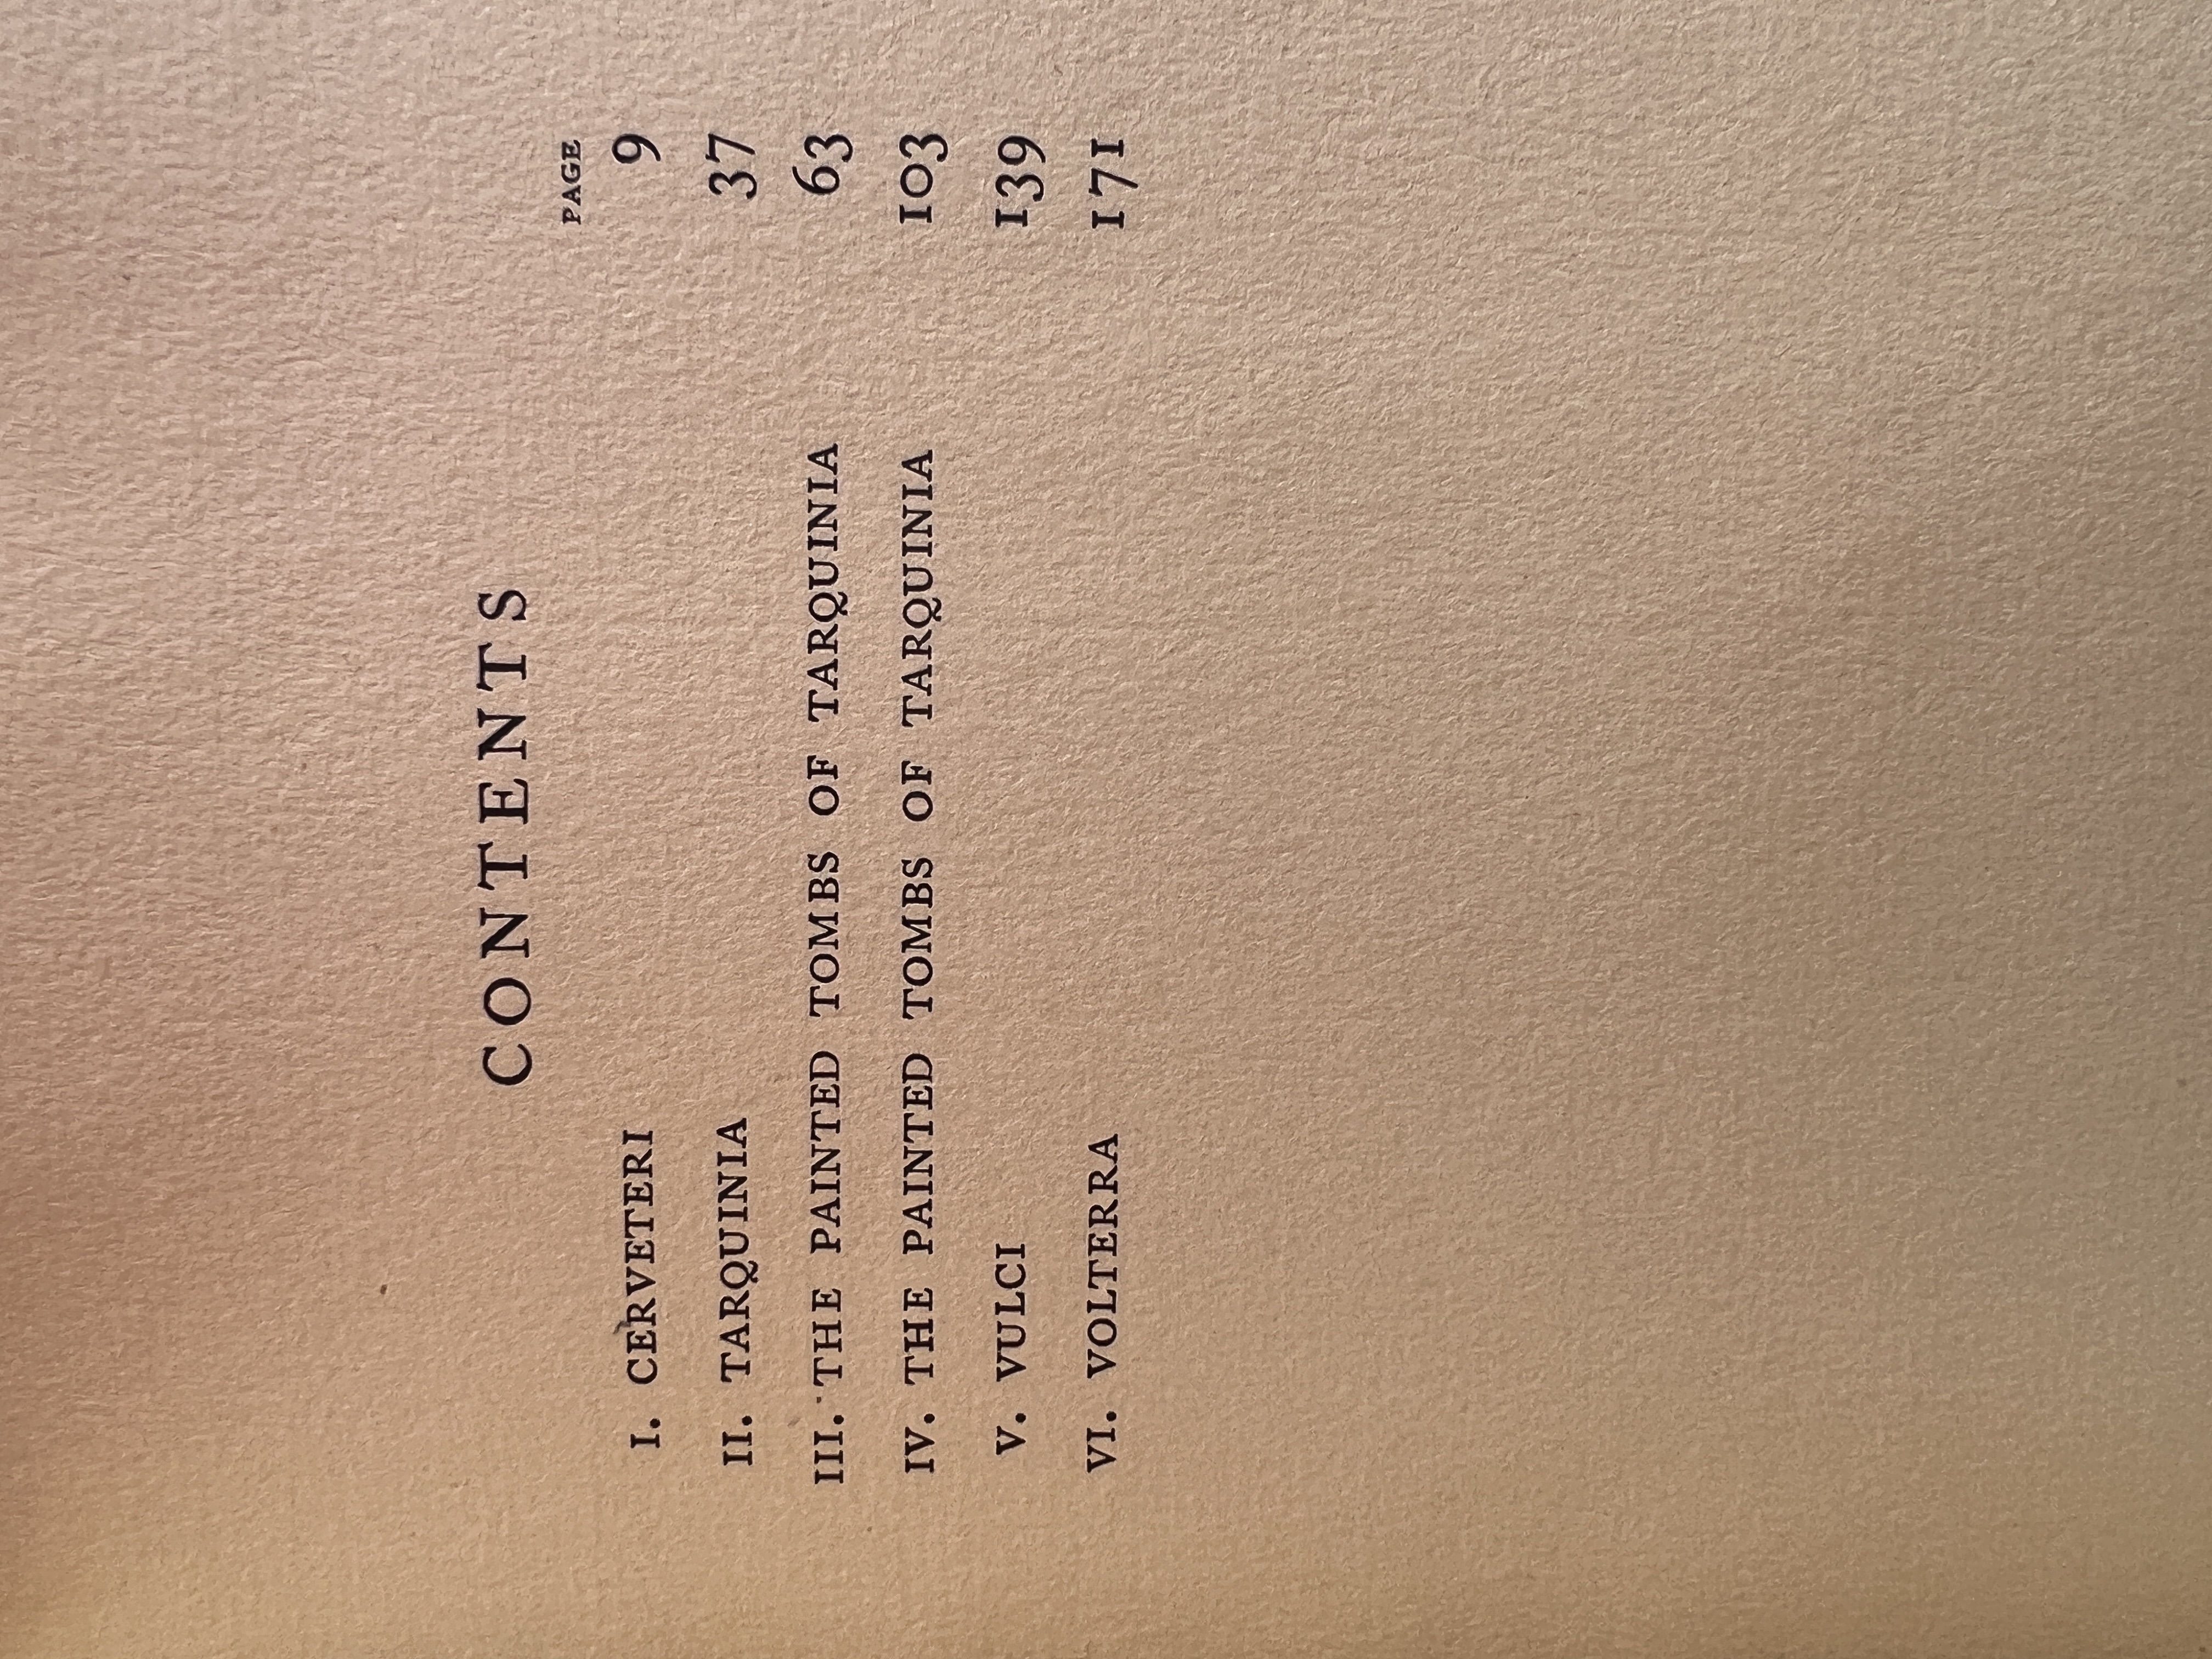 CONTENTS
PAGE
I. CERVETERI 9
II. TARQUINIA 37
III. THE PAINTED TOMBS OF TARQUINIA 63
IV. THE PAINTED TOMBS OF TARQUINIA 103
V. VULCI 139
VI. VOLTERRA 171